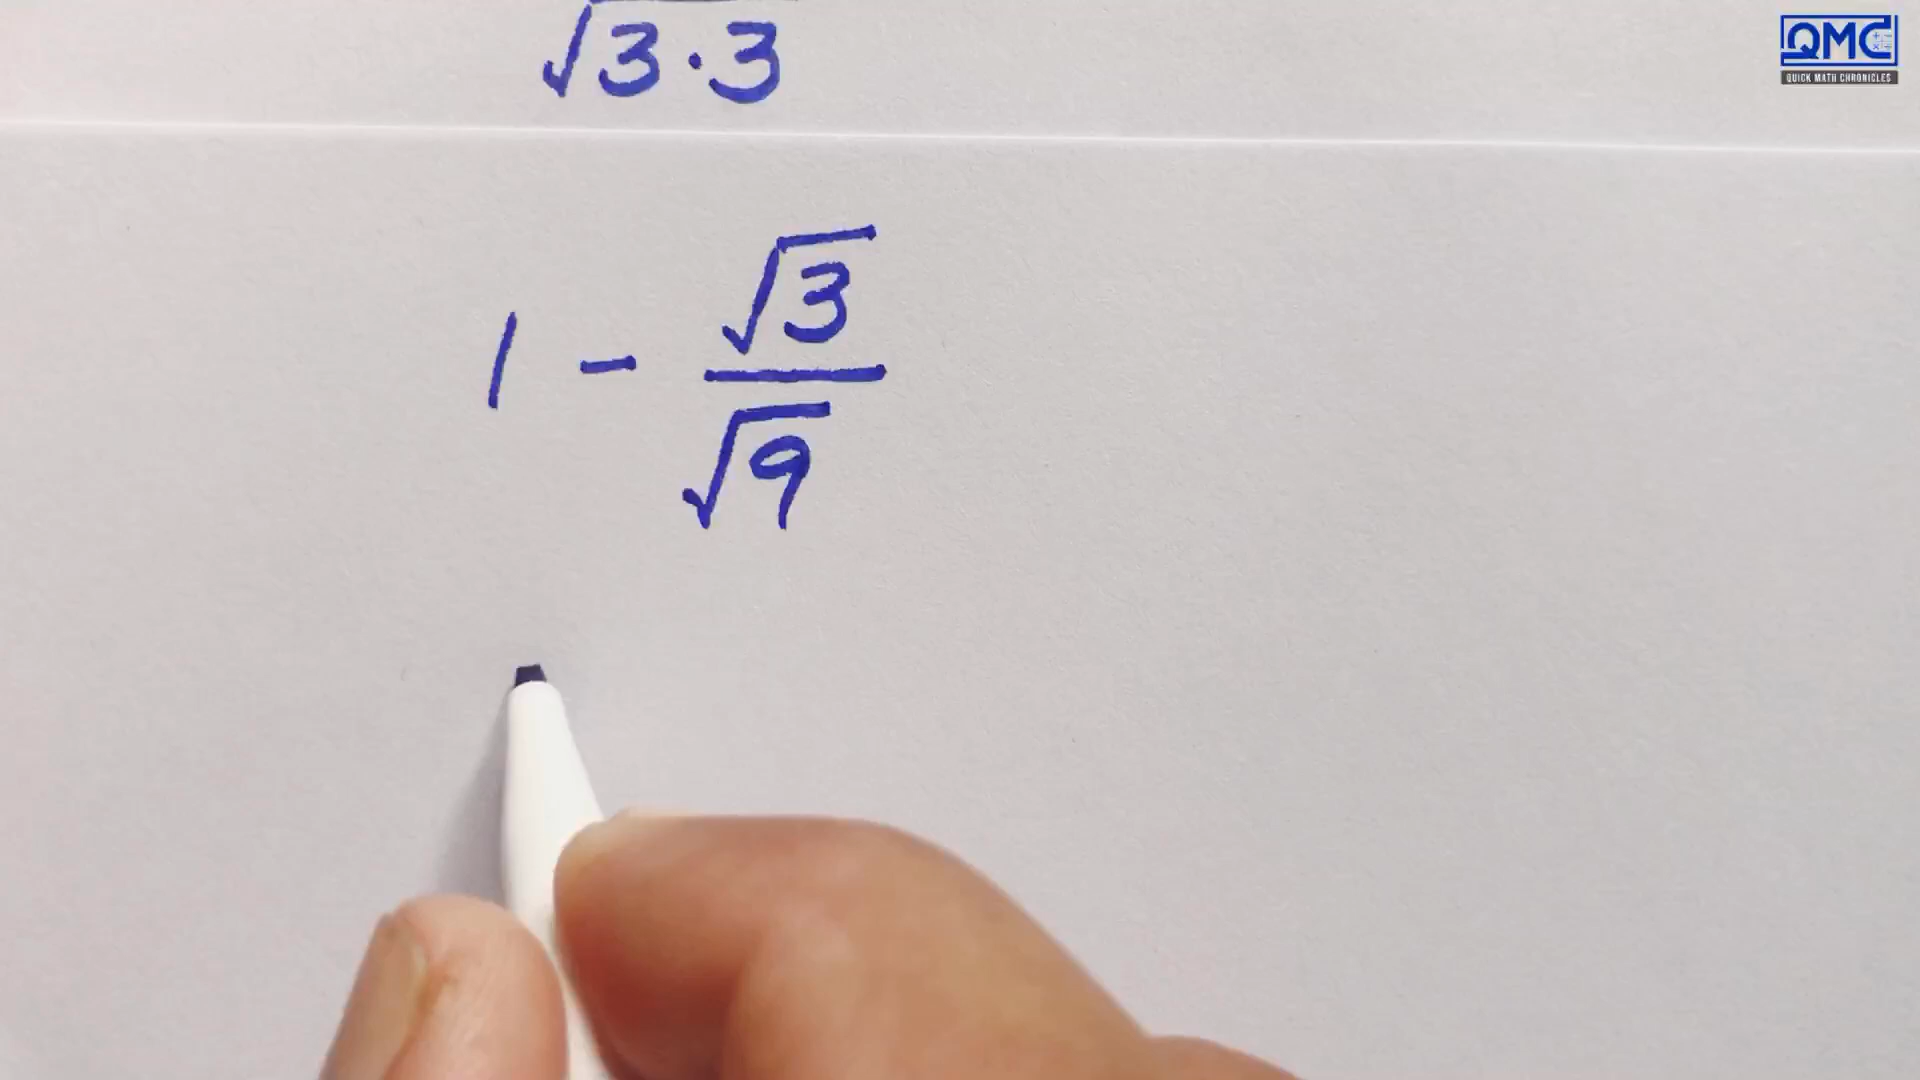 √3·3
QMC
QUICK MATH CHRONICLES
1 - √3/√9